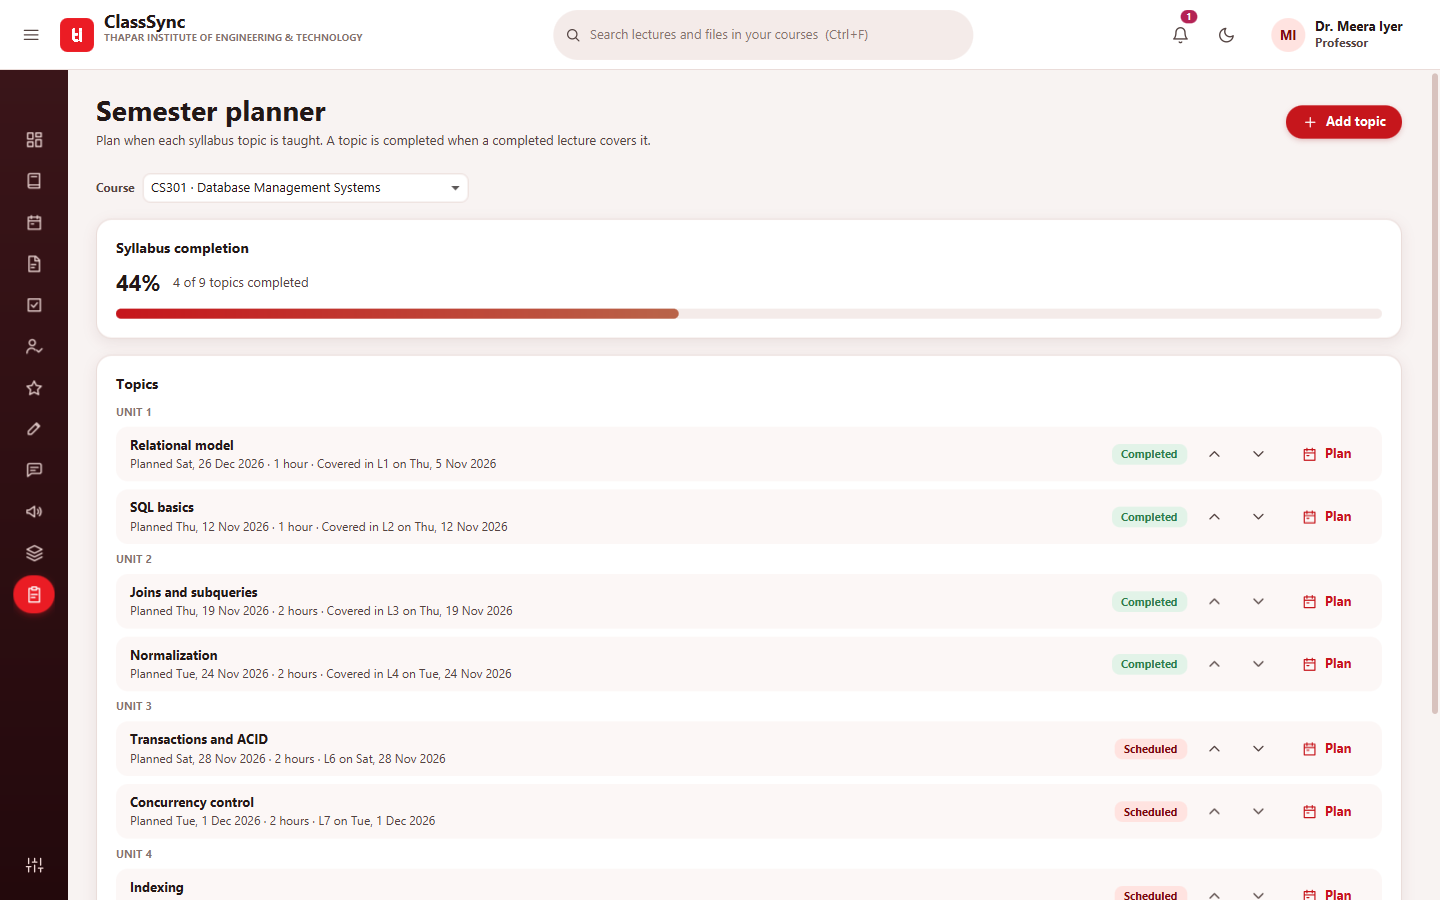 ClassSync
THAPAR INSTITUTE OF ENGINEERING & TECHNOLOGY
Search lectures and files in your courses (Ctrl+F)
1
MI
Dr. Meera Iyer
Professor
Semester planner
Plan when each syllabus topic is taught. A topic is completed when a completed lecture covers it.
Add topic
Course
CS301 · Database Management Systems
Syllabus completion
44% 4 of 9 topics completed
Topics
UNIT 1
Relational model
Planned Sat, 26 Dec 2026 · 1 hour · Covered in L1 on Thu, 5 Nov 2026
Completed
Plan
SQL basics
Planned Thu, 12 Nov 2026 · 1 hour · Covered in L2 on Thu, 12 Nov 2026
Completed
Plan
UNIT 2
Joins and subqueries
Planned Thu, 19 Nov 2026 · 2 hours · Covered in L3 on Thu, 19 Nov 2026
Completed
Plan
Normalization
Planned Tue, 24 Nov 2026 · 2 hours · Covered in L4 on Tue, 24 Nov 2026
Completed
Plan
UNIT 3
Transactions and ACID
Planned Sat, 28 Nov 2026 · 2 hours · L6 on Sat, 28 Nov 2026
Scheduled
Plan
Concurrency control
Planned Tue, 1 Dec 2026 · 2 hours · L7 on Tue, 1 Dec 2026
Scheduled
Plan
UNIT 4
Indexing
Scheduled
Plan